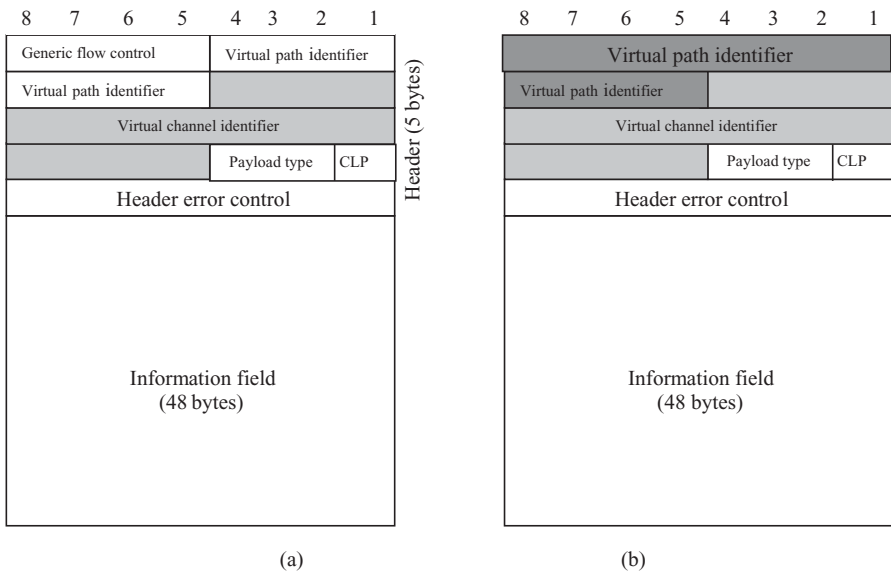 8 7 6 5 4 3 2 1
Generic flow control Virtual path identifier
Virtual path identifier
Virtual channel identifier
Payload type CLP
Header error control
Information field
(48 bytes)
Header (5 bytes)
(a)
8 7 6 5 4 3 2 1
Virtual path identifier
Virtual path identifier
Virtual channel identifier
Payload type CLP
Header error control
Information field
(48 bytes)
(b)